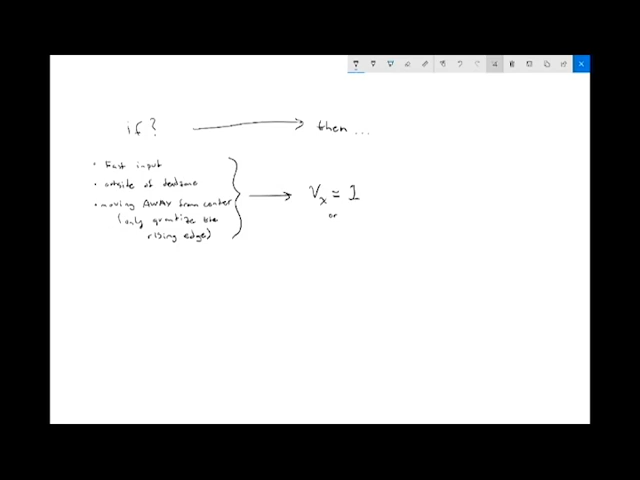 if? then ...
• Fast input
• outside of deadzone
• moving AWAY from center
(only quantize the
rising edge)
Vx = 1
or